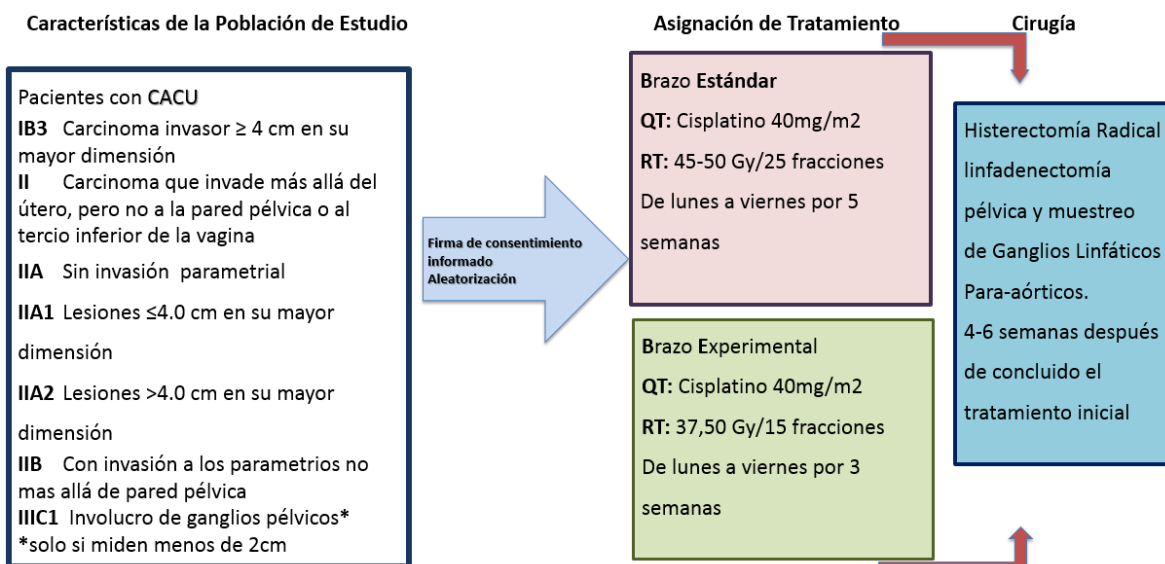 Características de la Población de Estudio
Asignación de Tratamiento
Cirugía
Pacientes con CACU
IB3 Carcinoma invasor ≥ 4 cm en su
mayor dimensión
II Carcinoma que invade más allá del
útero, pero no a la pared pélvica o al
tercio inferior de la vagina
IIA Sin invasión parametrial
IIA1 Lesiones ≤4.0 cm en su mayor
dimensión
IIA2 Lesiones >4.0 cm en su mayor
dimensión
IIB Con invasión a los parametrios no
mas allá de pared pélvica
IIIC1 Involucro de ganglios pélvicos*
*solo si miden menos de 2cm
Firma de consentimiento
informado
Aleatorización
Brazo Estándar
QT: Cisplatino 40mg/m2
RT: 45-50 Gy/25 fracciones
De lunes a viernes por 5
semanas
Brazo Experimental
QT: Cisplatino 40mg/m2
RT: 37,50 Gy/15 fracciones
De lunes a viernes por 3
semanas
Histerectomía Radical
linfadenectomía
pélvica y muestreo
de Ganglios Linfáticos
Para-aórticos.
4-6 semanas después
de concluido el
tratamiento inicial